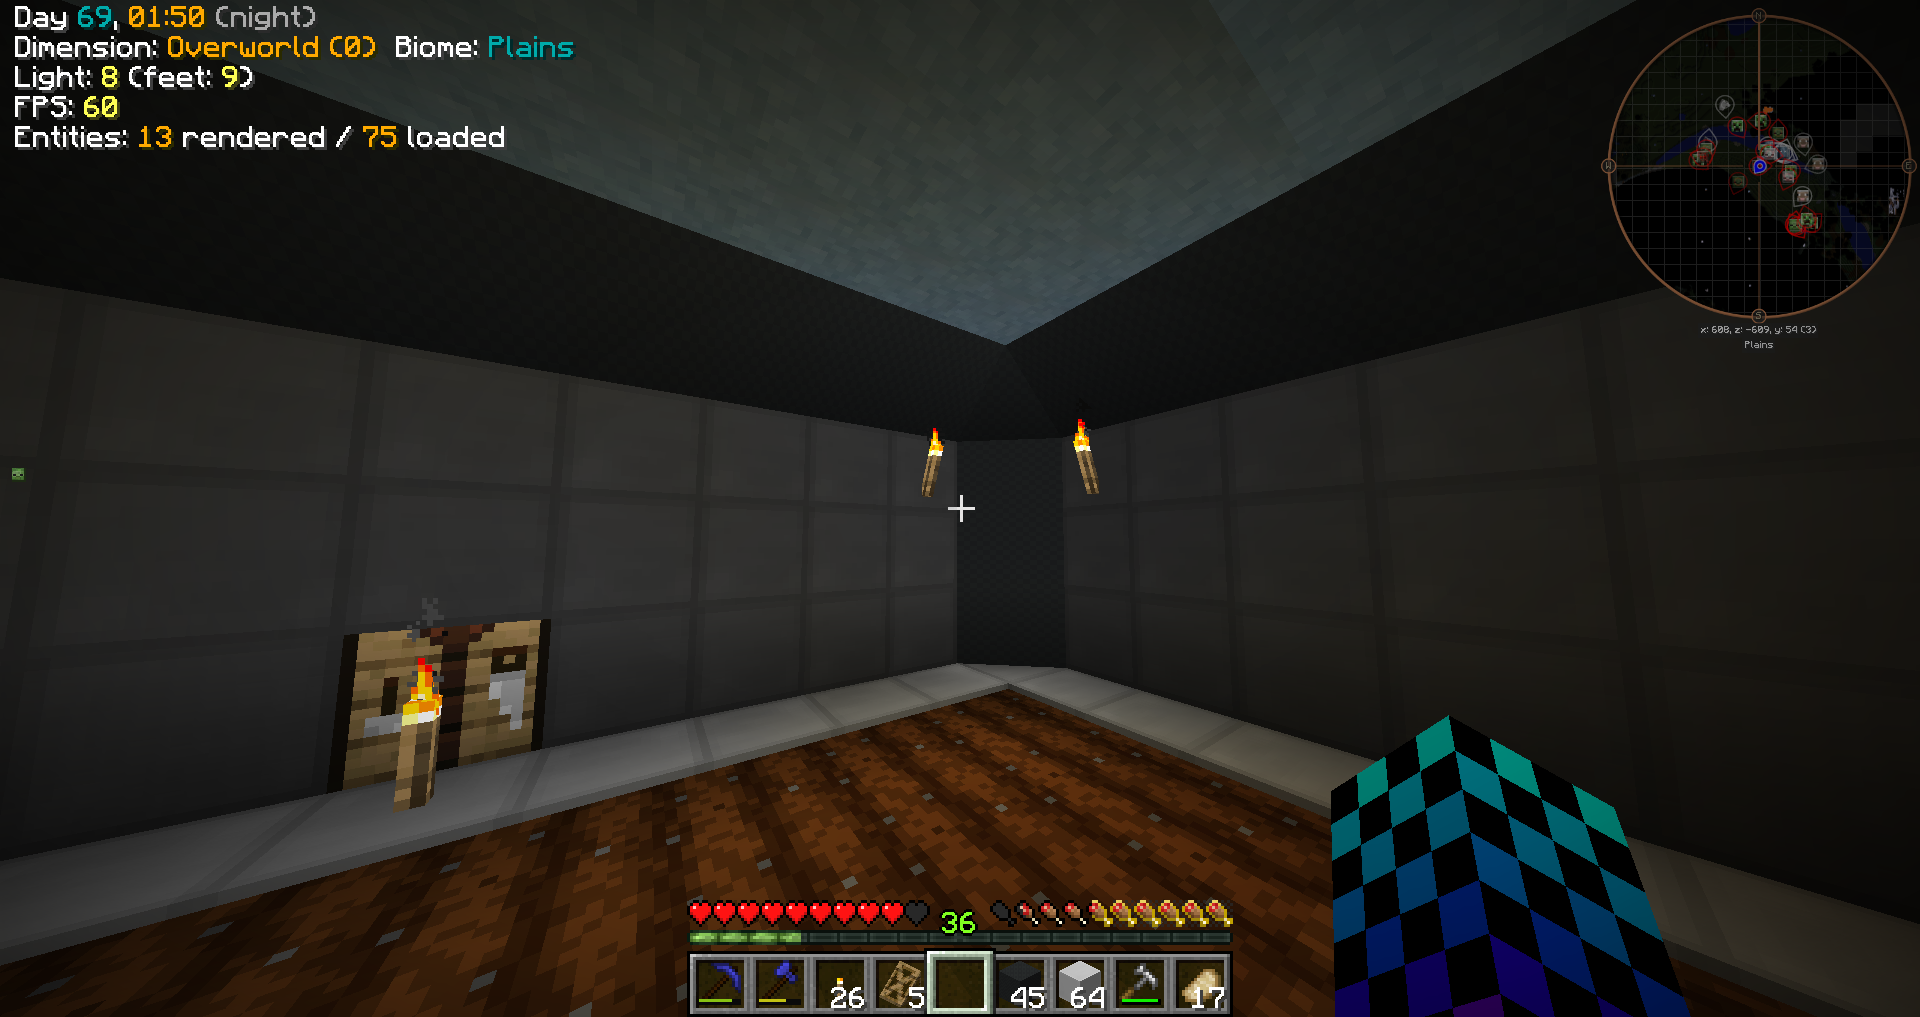 Day 69, 01:50 (night)
Dimension: Overworld (0) Biome: Plains
Light: 8 (feet: 9)
FPS: 60
Entities: 13 rendered / 75 loaded
N
W
E
S
x: 608, z: -609, y: 54 (3)
Plains
36
26
5
45
64
17